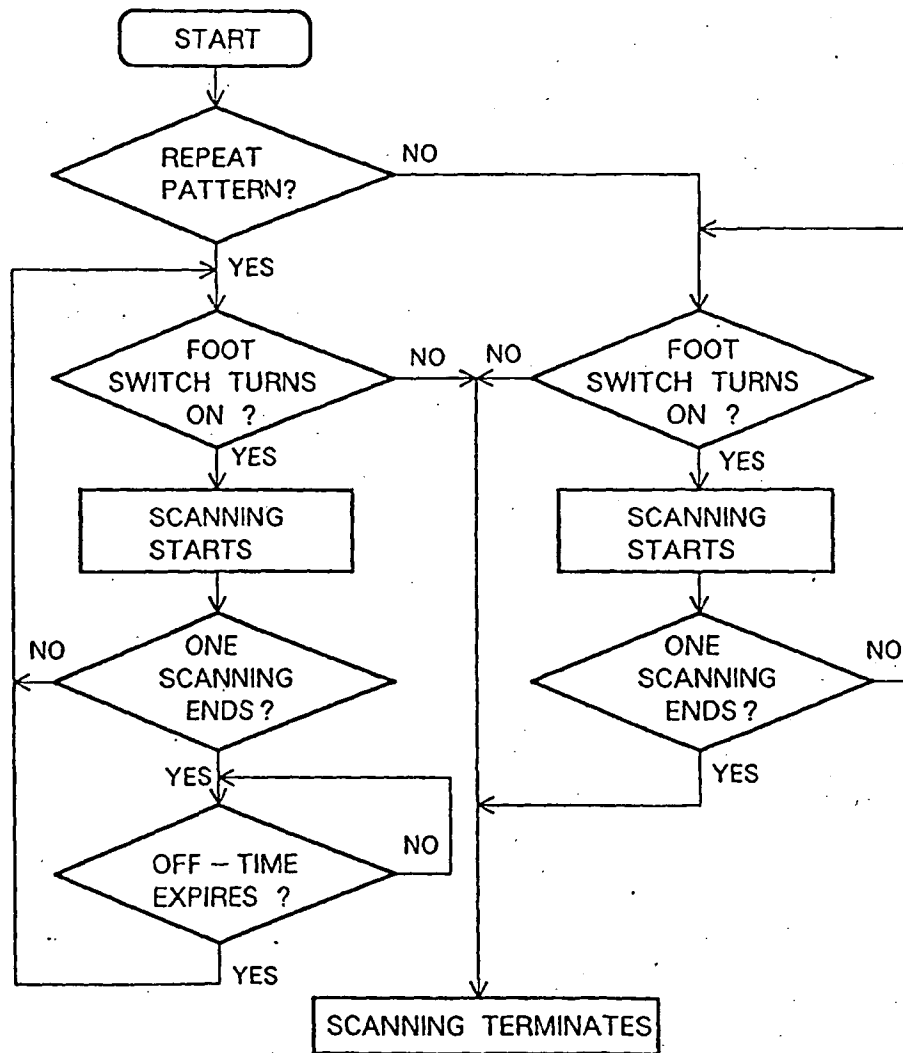 START
REPEAT
PATTERN?
NO
YES
FOOT
SWITCH TURNS
ON ?
NO
NO
FOOT
SWITCH TURNS
ON ?
YES
YES
SCANNING
STARTS
SCANNING
STARTS
NO
ONE
SCANNING
ENDS?
ONE
SCANNING
ENDS?
NO
YES
YES
OFF – TIME
EXPIRES ?
NO
YES
SCANNING TERMINATES